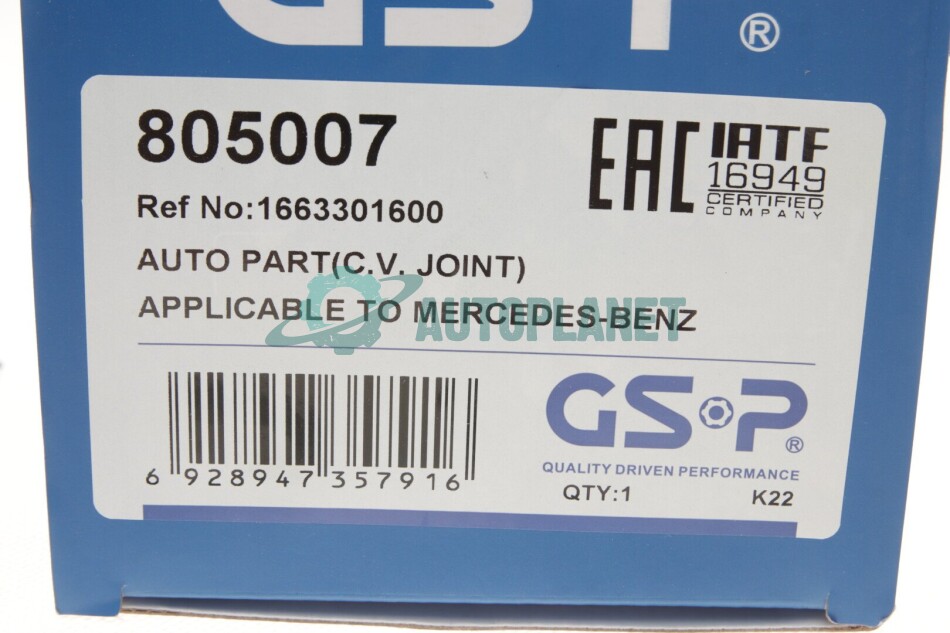 GSP®
805007
Ref No:1663301600
AUTO PART(C.V. JOINT)
APPLICABLE TO MERCEDES-BENZ
EAC
IATF
16949
CERTIFIED
COMPANY
AUTOPLANET
6 928947 357916
GSP®
QUALITY DRIVEN PERFORMANCE
QTY:1
K22